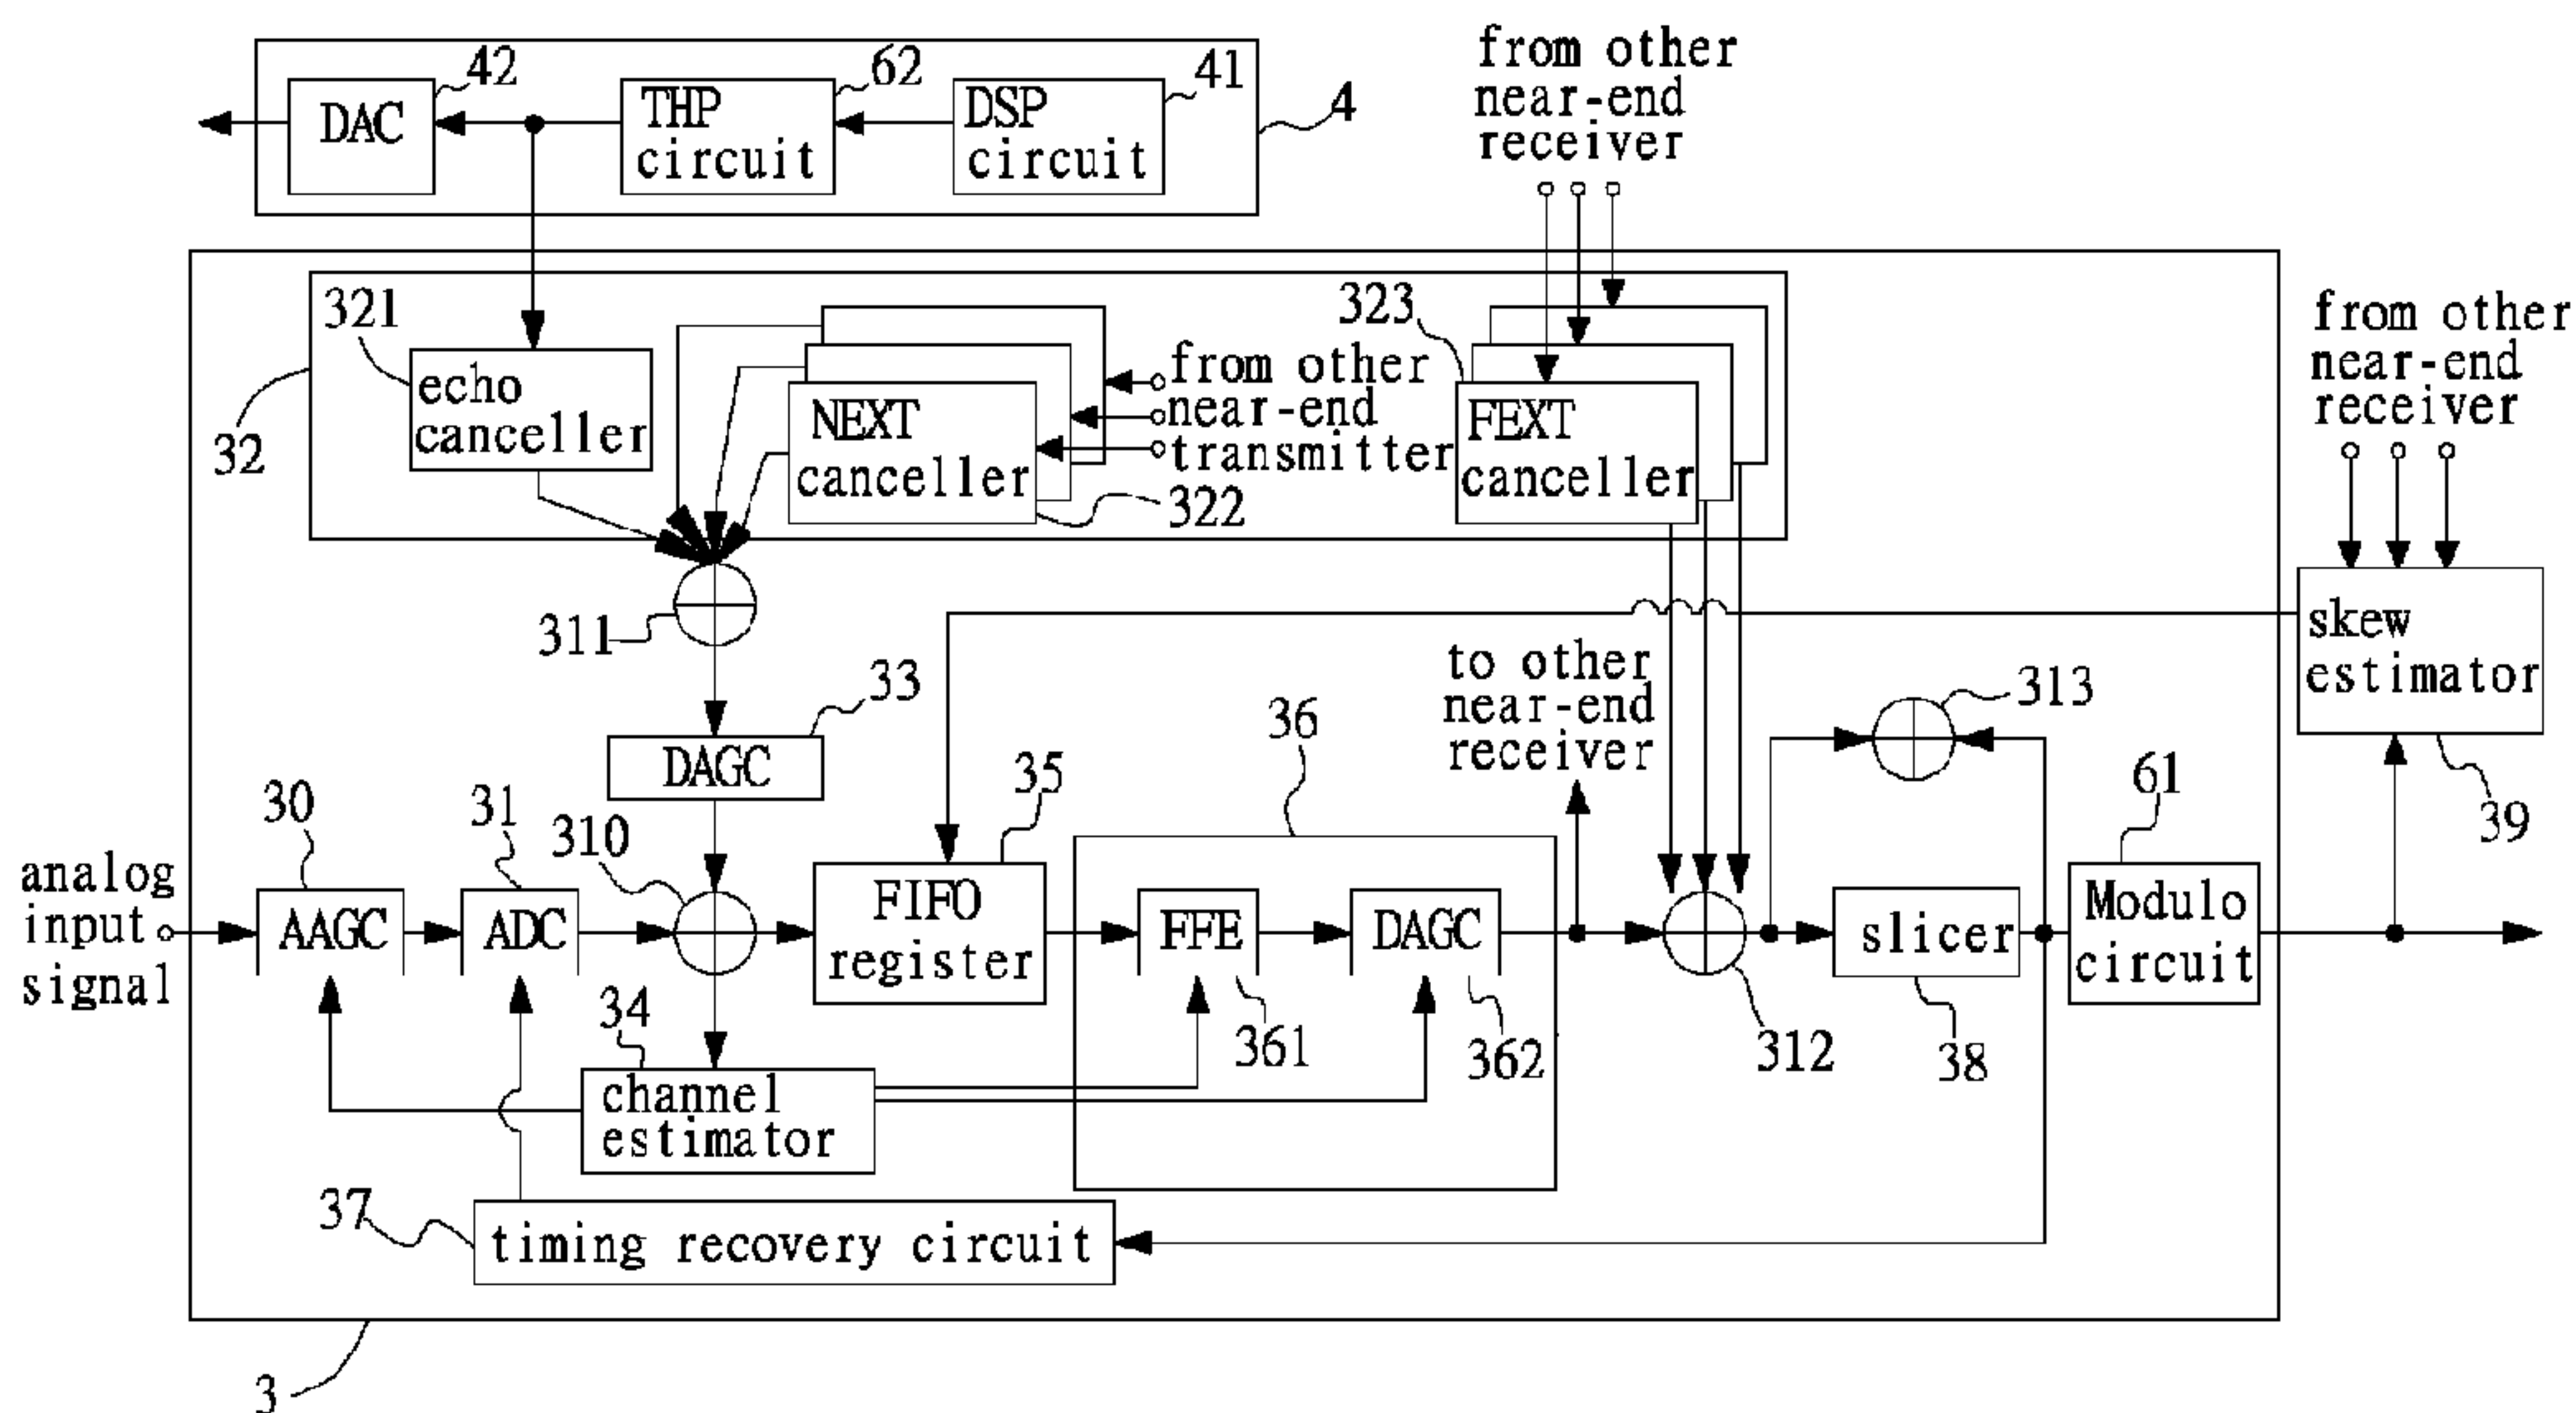 42
62
41
DAC
THP
circuit
DSP
circuit
4
from other
near-end
receiver
321
echo
canceller
32
NEXT
canceller
322
from other
near-end
transmitter
323
FEXT
canceller
from other
near-end
receiver
311
skew
estimator
39
to other
near-end
receiver
313
33
DAGC
36
35
61
30
31
310
analog
input
signal
AAGC
ADC
FIFO
register
FFE
DAGC
361
362
312
slicer
38
Modulo
circuit
34
channel
estimator
37
timing recovery circuit
3